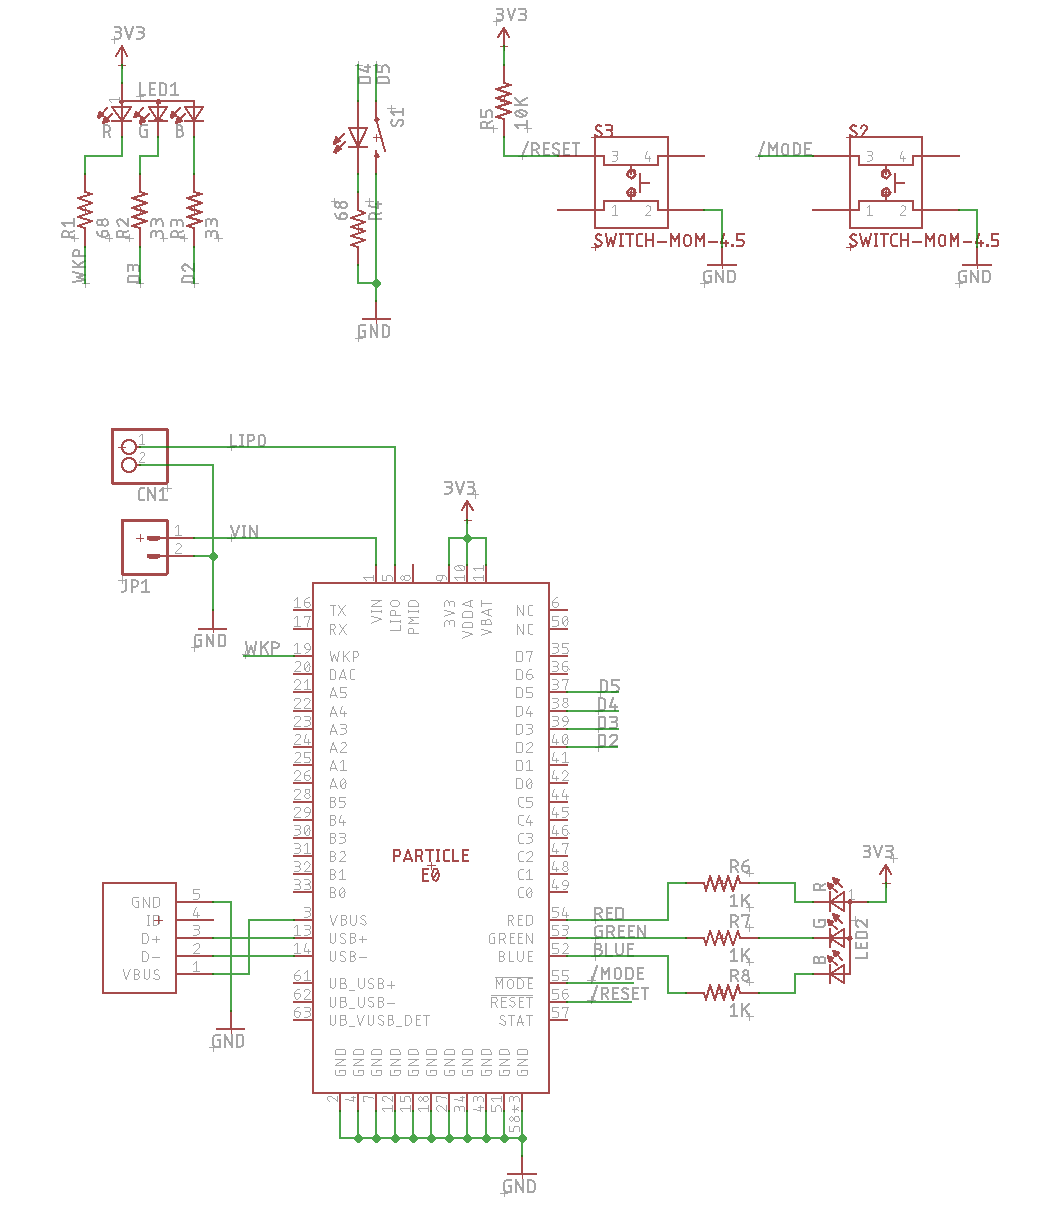 3V3
LED1
1
R G B
R1 68 R2 33 R3 33
WKP D3 D2
D4 D5
S1
68 R4
GND
3V3
R5 10K
/RESET
S3
3 4
1 2
SWITCH-MOM-4.5
GND
/MODE
S2
3 4
1 2
SWITCH-MOM-4.5
GND
1
2
CN1
LIPO
1
2
JP1
VIN
GND
3V3
1 5 8 9 10 11
VIN LIPO PMID 3V3 VDDA VBAT
16 TX NC 6
17 RX NC 50
WKP 19 WKP D7 35
20 DAC D6 36
21 A5 D5 37 D5
22 A4 D4 38 D4
23 A3 D3 39 D3
24 A2 D2 40 D2
25 A1 D1 41
26 A0 D0 42
28 B5 C5 44
29 B4 C4 45
30 B3 C3 46
31 B2 C2 47
32 B1 C1 48
33 B0 C0 49
PARTICLE
E0
3 VBUS RED 54 RED
13 USB+ GREEN 53 GREEN
14 USB- BLUE 52 BLUE
61 UB_USB+ MODE 55 /MODE
62 UB_USB- RESET 56 /RESET
63 UB_VUSB_DET STAT 57
GND GND GND GND GND GND GND GND GND GND GND
2 4 7 12 15 18 27 34 43 51 58*3
GND
GND 5
ID 4
D+ 3
D- 2
VBUS 1
GND
R6
1K
R7
1K
R8
1K
3V3
R G B
1
LED2